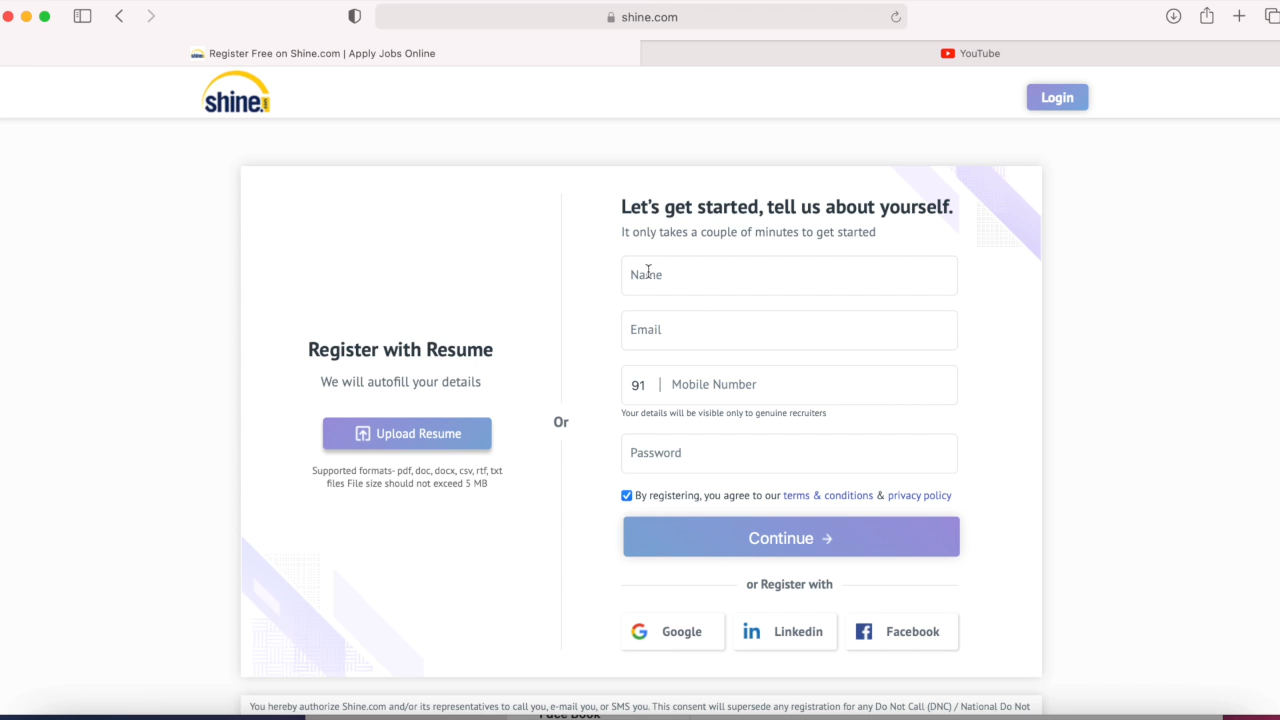 shine.com
Register Free on Shine.com | Apply Jobs Online
YouTube
shine.com
Login
Let's get started, tell us about yourself.
It only takes a couple of minutes to get started
Name
Email
Register with Resume
We will autofill your details
91 | Mobile Number
Your details will be visible only to genuine recruiters
Or
Upload Resume
Password
Supported formats- pdf, doc, docx, csv, rtf, txt
files File size should not exceed 5 MB
By registering, you agree to our terms & conditions & privacy policy
Continue →
or Register with
Google
Linkedin
Facebook
You hereby authorize Shine.com and/or its representatives to call you, e-mail you, or SMS you. This consent will supersede any registration for any Do Not Call (DNC) / National Do Not
Face Book